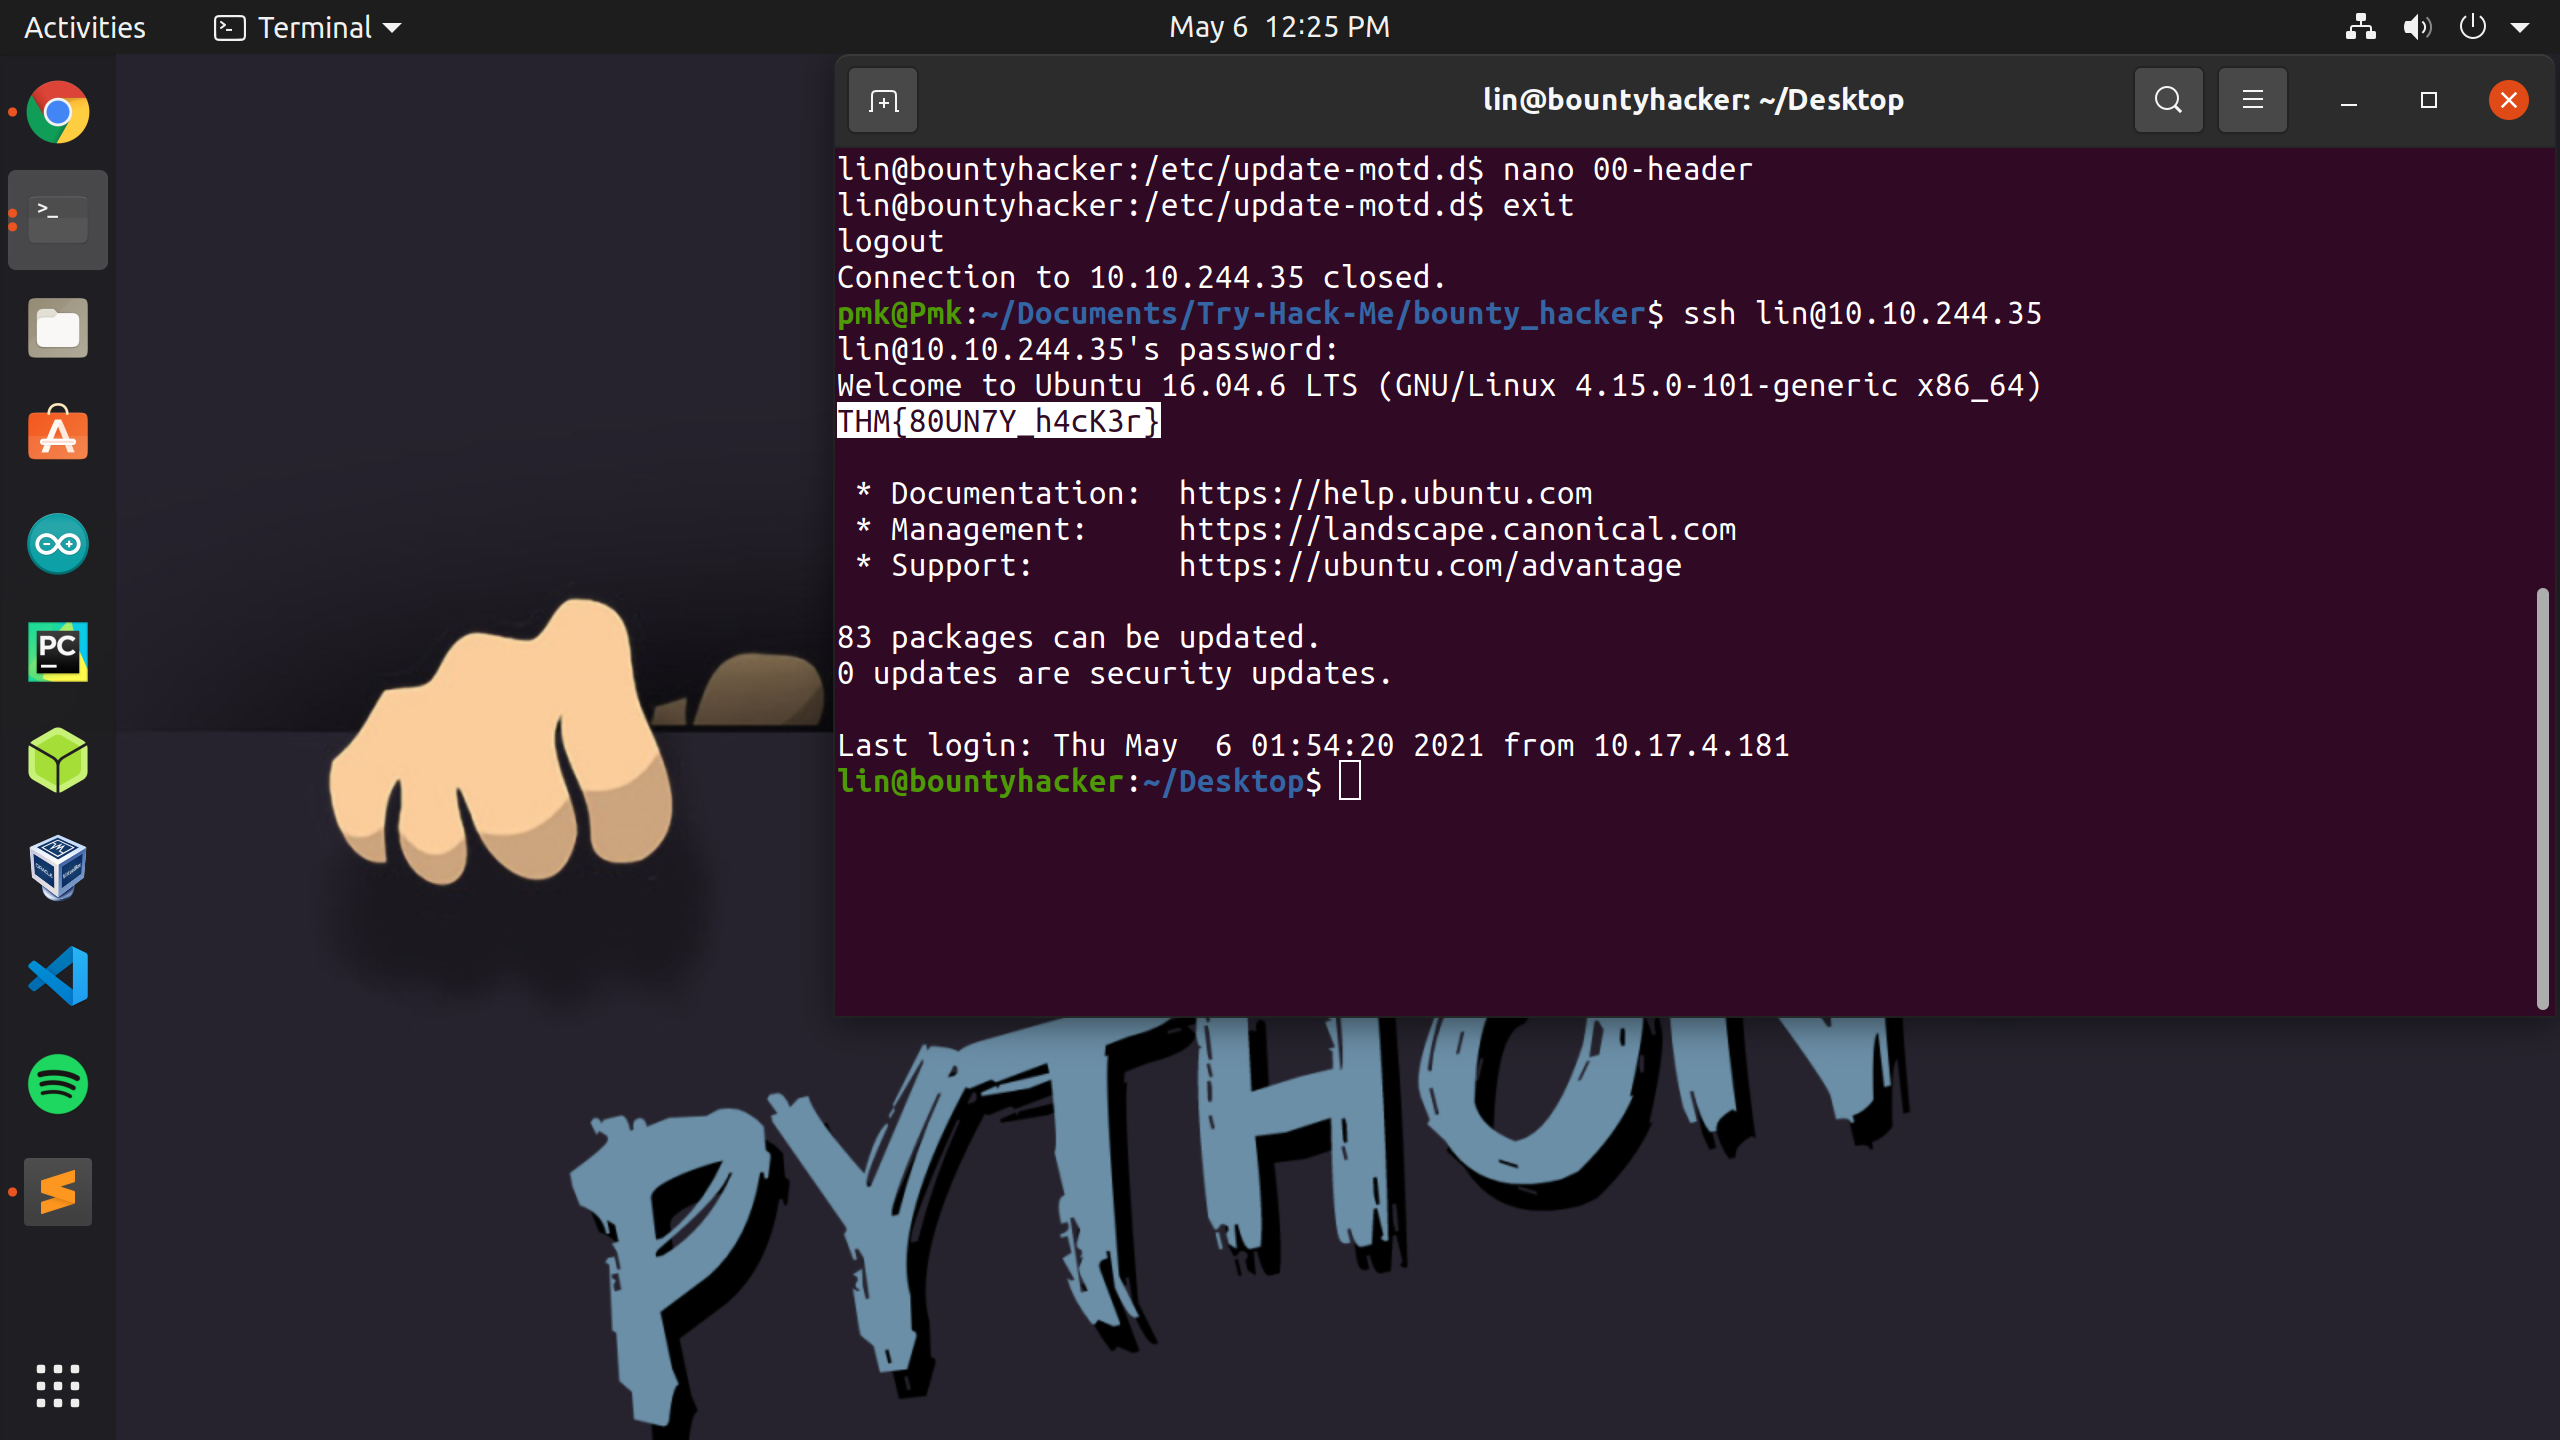 Activities Terminal May 6 12:25 PM
lin@bountyhacker: ~/Desktop
lin@bountyhacker:/etc/update-motd.d$ nano 00-header
lin@bountyhacker:/etc/update-motd.d$ exit
logout
Connection to 10.10.244.35 closed.
pmk@Pmk:~/Documents/Try-Hack-Me/bounty_hacker$ ssh lin@10.10.244.35
lin@10.10.244.35's password:
Welcome to Ubuntu 16.04.6 LTS (GNU/Linux 4.15.0-101-generic x86_64)
THM{80UN7Y_h4cK3r}
* Documentation: https://help.ubuntu.com
* Management: https://landscape.canonical.com
* Support: https://ubuntu.com/advantage
83 packages can be updated.
0 updates are security updates.
Last login: Thu May  6 01:54:20 2021 from 10.17.4.181
lin@bountyhacker:~/Desktop$
>_
PC
PYTHON